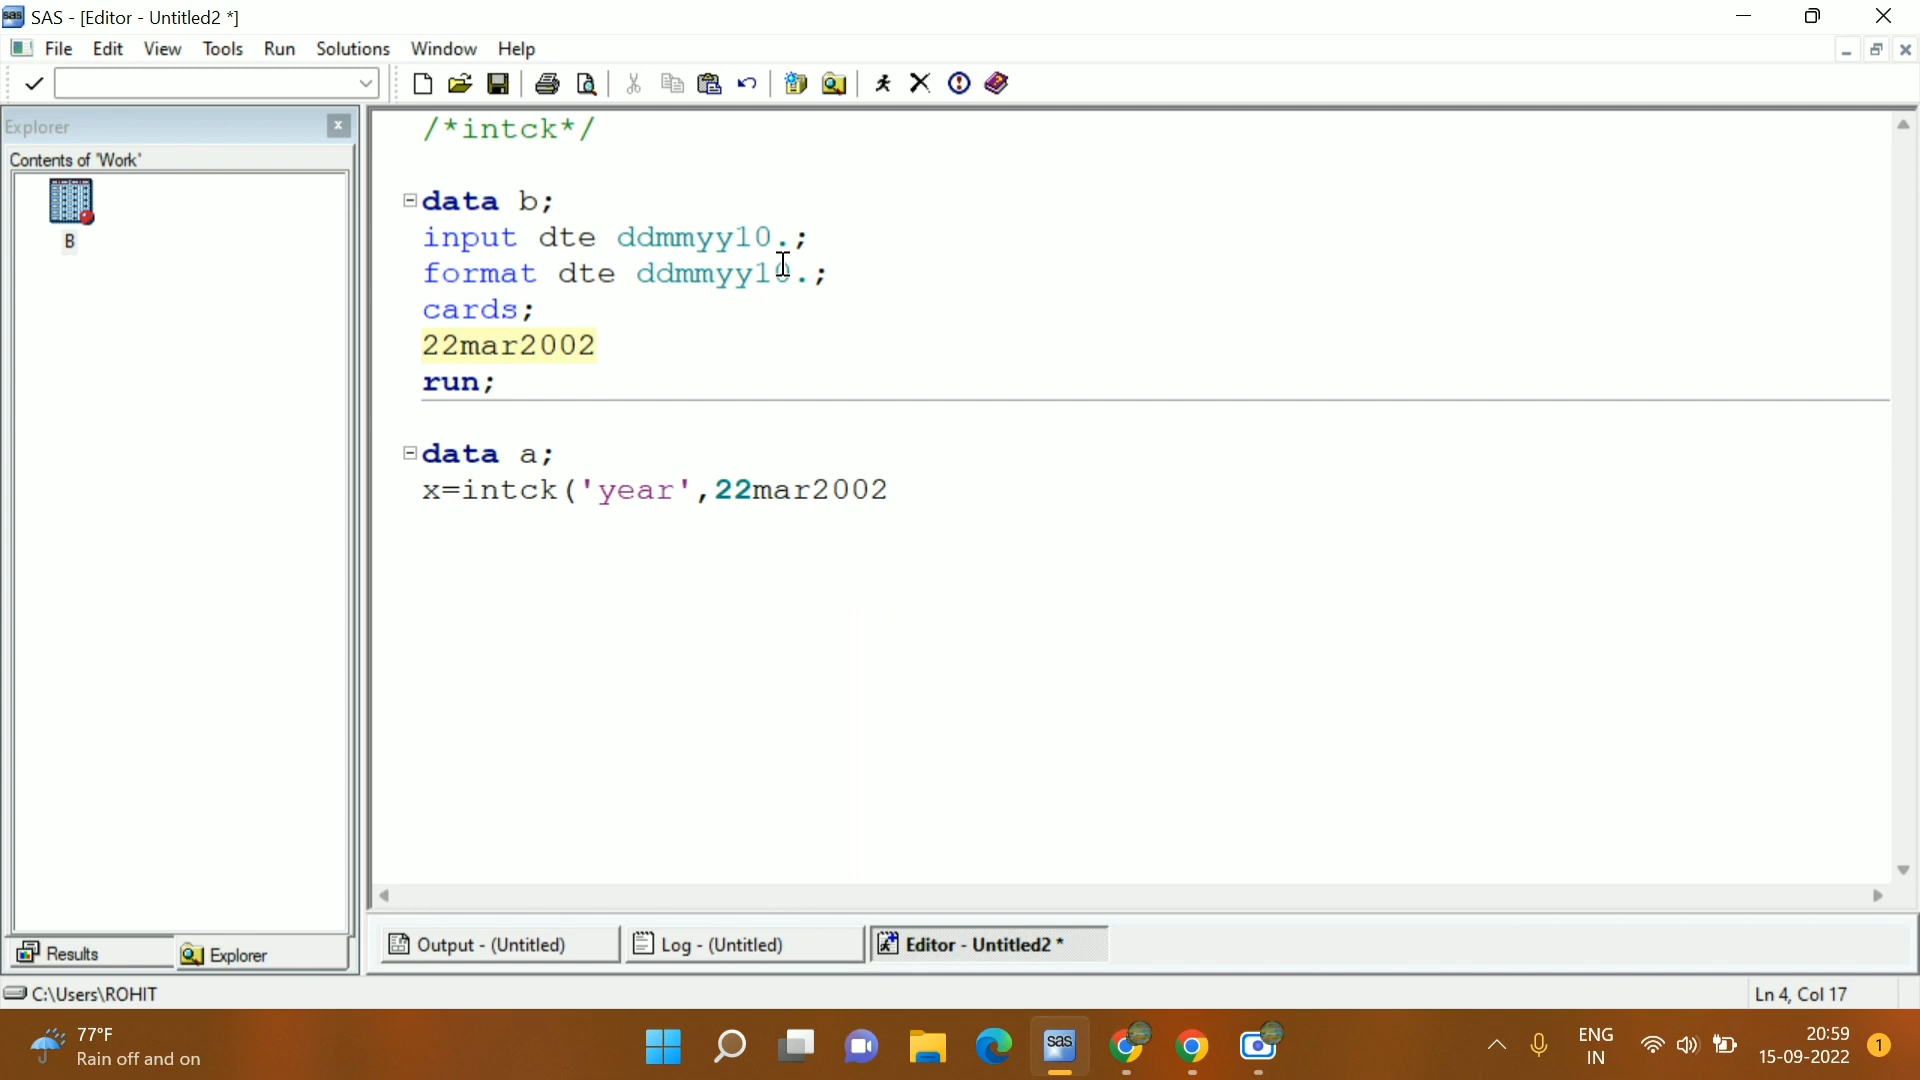 SAS - [Editor - Untitled2 *]
File Edit View Tools Run Solutions Window Help
Explorer
Contents of 'Work'
B
/*intck*/
data b;
input dte ddmmyy10.;
format dte ddmmyy10.;
cards;
22mar2002
run;
data a;
x=intck('year',22mar2002
Results
Explorer
Output - (Untitled)
Log - (Untitled)
Editor - Untitled2 *
C:\Users\ROHIT
Ln 4, Col 17
77°F
Rain off and on
sas
ENG
IN
20:59
15-09-2022
1